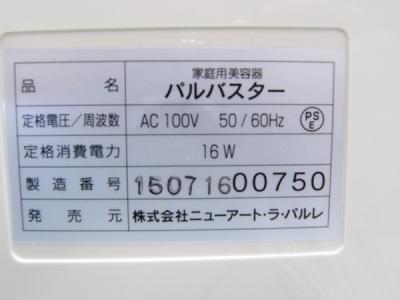 家庭用美容器
品名 パルバスター
定格電圧／周波数 AC 100V 50/60Hz PSE
定格消費電力 16W
製造番号 15071600750
発売元 株式会社ニューアート・ラ・パルレ